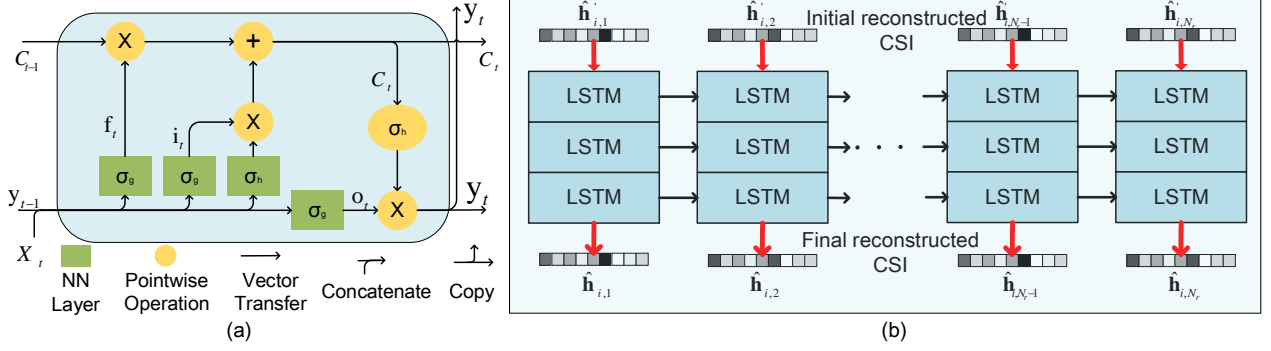 y_t
X + C_t
C_{t-1} C_t
σ_h
f_t i_t X
σ_g σ_g σ_h
y_{t-1} σ_g o_t X y_t
X_t
NN Layer
Pointwise Operation
Vector Transfer
Concatenate
Copy
(a)
ĥ'_{i,1} ĥ'_{i,2} ĥ'_{i,N_r-1} ĥ'_{i,N_r}
Initial reconstructed
CSI
LSTM LSTM LSTM LSTM
LSTM LSTM · · · · LSTM LSTM
LSTM LSTM LSTM LSTM
Final reconstructed
CSI
ĥ_{i,1} ĥ_{i,2} ĥ_{i,N_r-1} ĥ_{i,N_r}
(b)